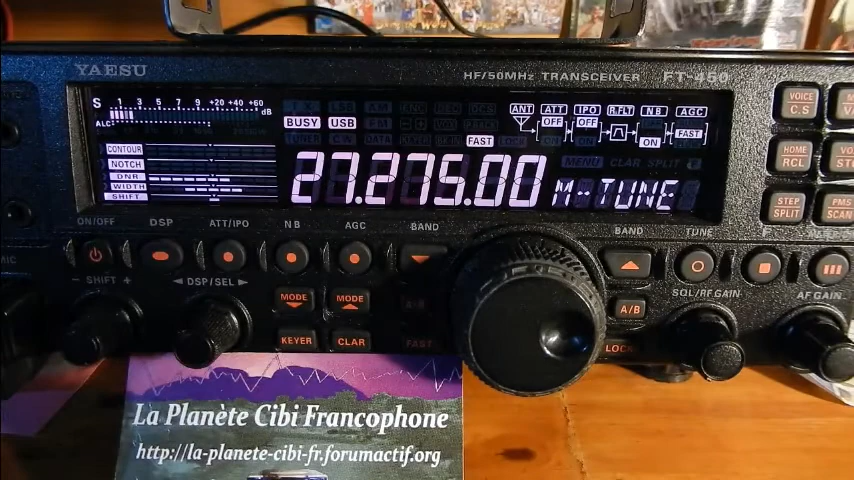 YAESU
HF/50MHz TRANSCEIVER FT-450
S 1 3 5 7 9 +20 +40 +60 dB
ALC
BUSY USB
FAST
ANT ATT IPO R.FLT NB AGC
OFF OFF ON FAST
MENU CLAR SPLIT
CONTOUR
NOTCH
DNR
WIDTH
SHIFT
27.275.00 M-TUNE
VOICE C.S
HOME RCL
STEP SPLIT
PMS SCAN
ON/OFF DSP ATT/IPO NB AGC BAND BAND TUNE
- SHIFT + DSP/SEL
MODE MODE
A/B
SQL/RF GAIN AF GAIN
KEYER CLAR FAST LOCK
MIC
La Planète Cibi Francophone
http://la-planete-cibi-fr.forumactif.org